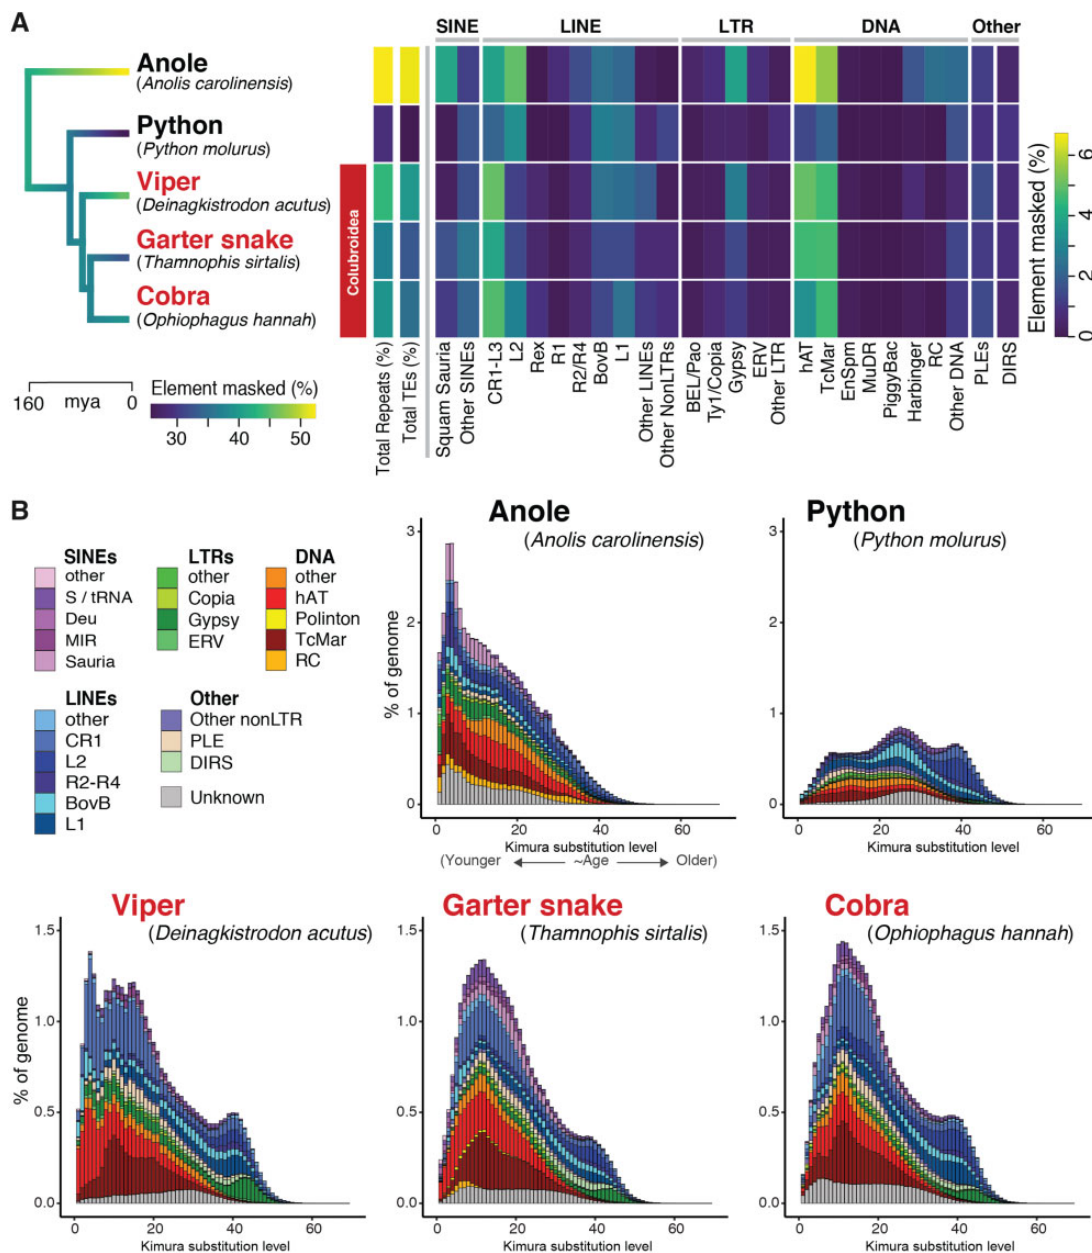 A
SINE
LINE
LTR
DNA
Other
Anole
(Anolis carolinensis)
Python
(Python molurus)
Viper
(Deinagkistrodon acutus)
Garter snake
(Thamnophis sirtalis)
Cobra
(Ophiophagus hannah)
Colubroidea
160 mya 0
Element masked (%)
30 40 50
Total Repeats (%)
Total TEs (%)
Squam Sauria
Other SINEs
CR1-L3
L2
Rex
R1
R2/R4
BovB
L1
Other LINEs
Other NonLTRs
BEL/Pao
Ty1/Copia
Gypsy
ERV
Other LTR
hAT
TcMar
EnSpm
MuDR
PiggyBac
Harbinger
RC
Other DNA
PLEs
DIRS
Element masked (%)
0 2 4 6
B
SINEs
other
S / tRNA
Deu
MIR
Sauria
LTRs
other
Copia
Gypsy
ERV
DNA
other
hAT
Polinton
TcMar
RC
LINEs
other
CR1
L2
R2-R4
BovB
L1
Other
Other nonLTR
PLE
DIRS
Unknown
Anole
(Anolis carolinensis)
% of genome
3
2
1
0
0 20 40 60
Kimura substitution level
(Younger ~Age Older)
Python
(Python molurus)
3
2
1
0
0 20 40 60
Kimura substitution level
Viper
(Deinagkistrodon acutus)
% of genome
1.5
1.0
0.5
0.0
0 20 40 60
Kimura substitution level
Garter snake
(Thamnophis sirtalis)
1.5
1.0
0.5
0.0
0 20 40 60
Kimura substitution level
Cobra
(Ophiophagus hannah)
1.5
1.0
0.5
0.0
0 20 40 60
Kimura substitution level